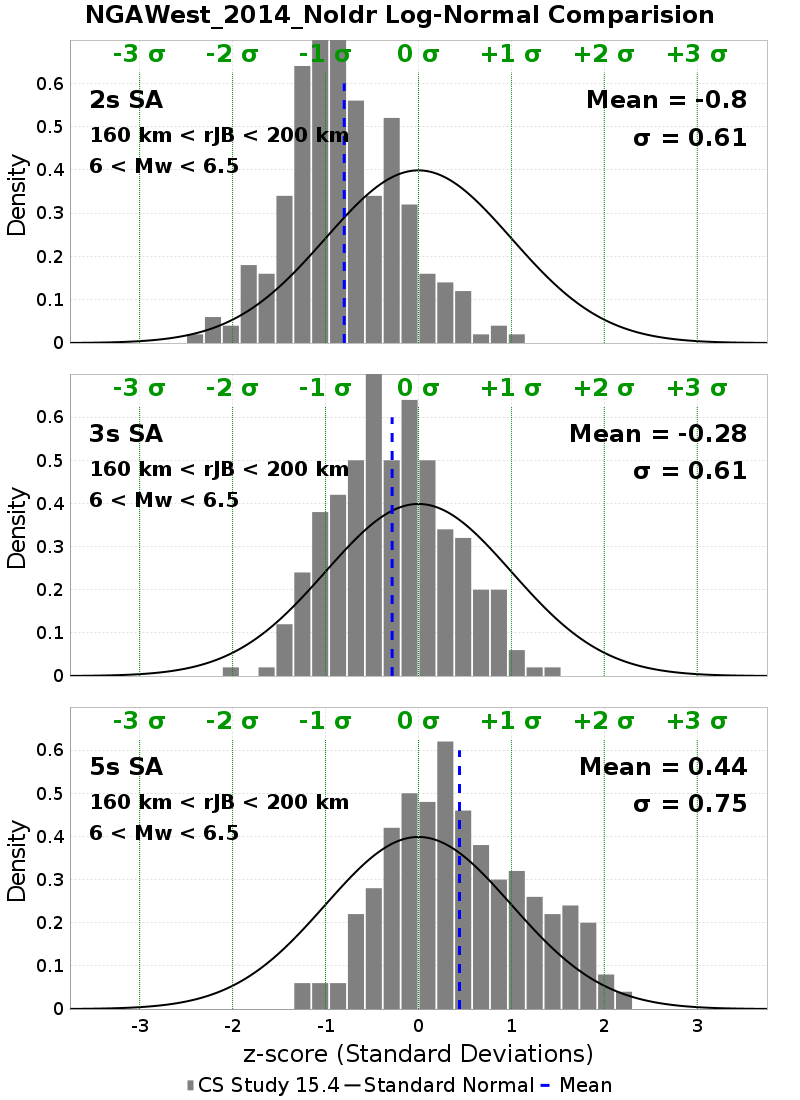 NGAWest_2014_NoIdr Log-Normal Comparision
-3 σ -2 σ -1 σ 0 σ +1 σ +2 σ +3 σ
2s SA
Mean = -0.8
160 km < rJB < 200 km
σ = 0.61
6 < Mw < 6.5
Density
0.6
0.5
0.4
0.3
0.2
0.1
0
-3 σ -2 σ -1 σ 0 σ +1 σ +2 σ +3 σ
3s SA
Mean = -0.28
160 km < rJB < 200 km
σ = 0.61
6 < Mw < 6.5
Density
0.6
0.5
0.4
0.3
0.2
0.1
0
-3 σ -2 σ -1 σ 0 σ +1 σ +2 σ +3 σ
5s SA
Mean = 0.44
160 km < rJB < 200 km
σ = 0.75
6 < Mw < 6.5
Density
0.6
0.5
0.4
0.3
0.2
0.1
0
-3 -2 -1 0 1 2 3
z-score (Standard Deviations)
CS Study 15.4 Standard Normal Mean